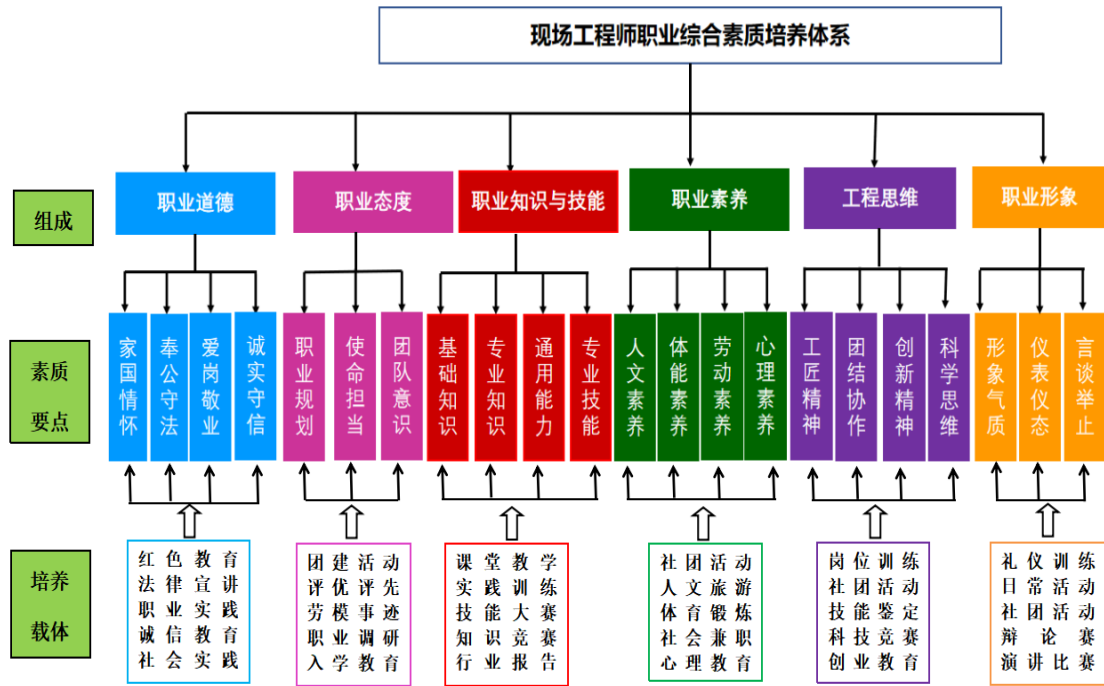 现场工程师职业综合素质培养体系
组成
职业道德
职业态度
职业知识与技能
职业素养
工程思维
职业形象
素质
要点
家国情怀
奉公守法
爱岗敬业
诚实守信
职业规划
使命担当
团队意识
基础知识
专业知识
通用能力
专业技能
人文素养
体能素养
劳动素养
心理素养
工匠精神
团结协作
创新精神
科学思维
形象气质
仪表仪态
言谈举止
培养
载体
红色教育
法律宣讲
职业实践
诚信教育
社会实践
团建活动
评优评先
劳模事迹
职业调研
入学教育
课堂教学
实践训练
技能大赛
知识竞赛
行业报告
社团活动
人文旅游
体育锻炼
社会兼职
心理教育
岗位训练
社团活动
技能鉴定
科技竞赛
创业教育
礼仪训练
日常活动
社团活动
辩论赛
演讲比赛